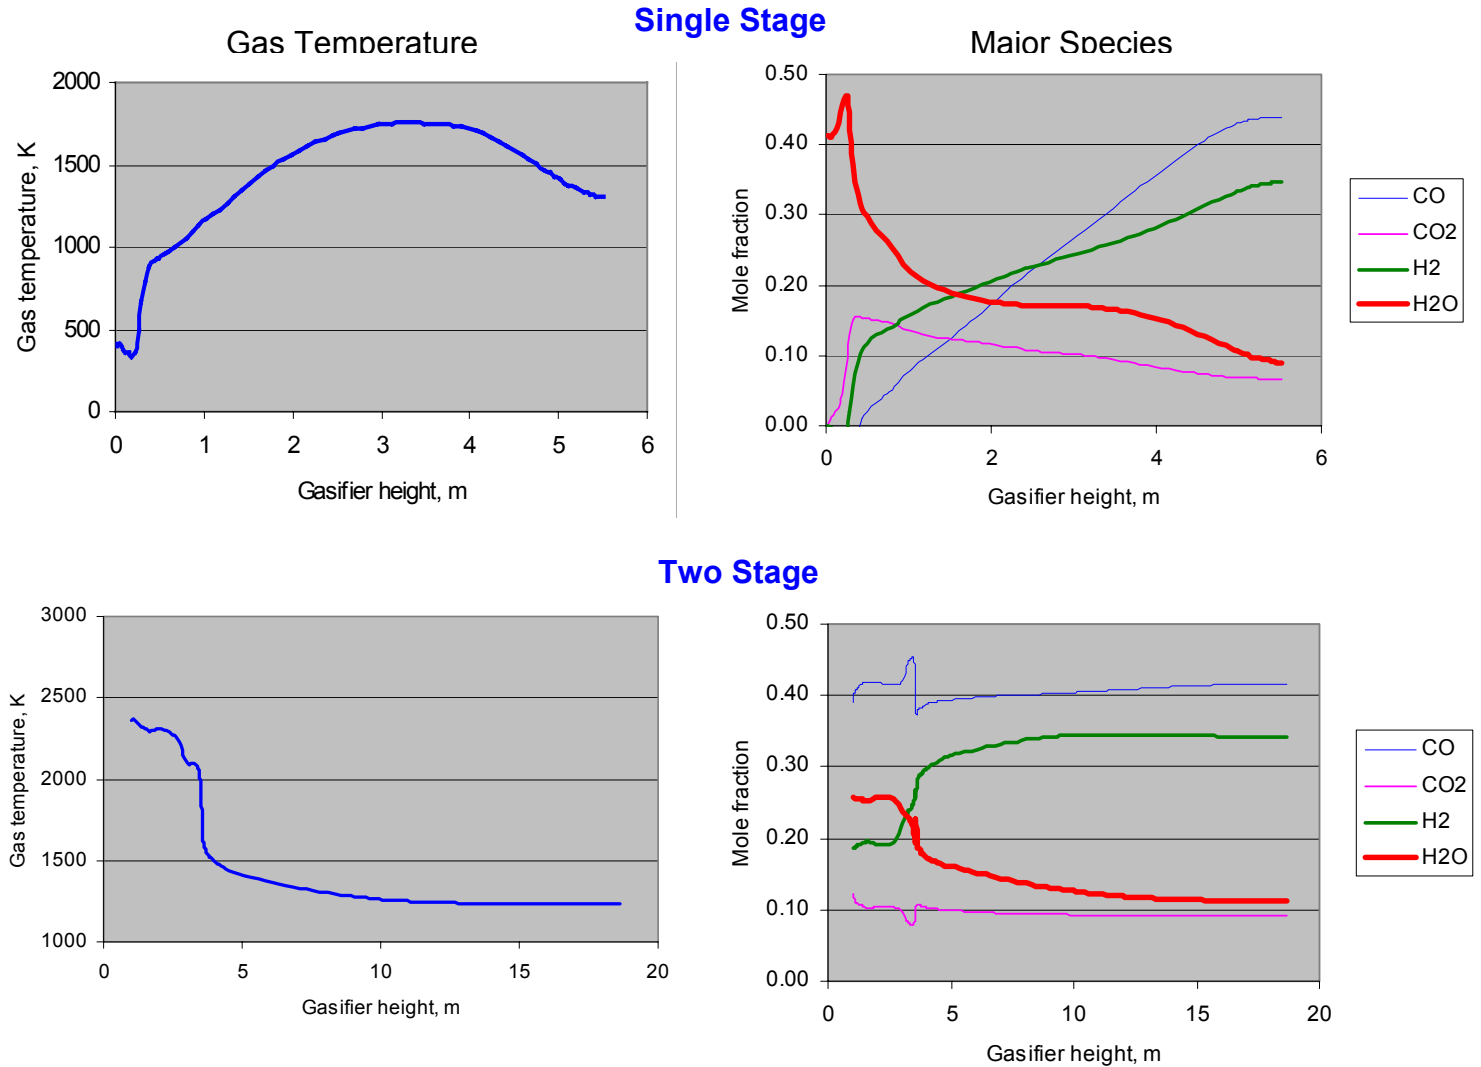 Single Stage
Gas Temperature
Major Species
2000
1500
1000
500
0
0 1 2 3 4 5 6
Gas temperature, K
Gasifier height, m
0.50
0.40
0.30
0.20
0.10
0.00
0 2 4 6
Mole fraction
Gasifier height, m
CO
CO2
H2
H2O
Two Stage
3000
2500
2000
1500
1000
0 5 10 15 20
Gas temperature, K
Gasifier height, m
0.50
0.40
0.30
0.20
0.10
0.00
0 5 10 15 20
Mole fraction
Gasifier height, m
CO
CO2
H2
H2O